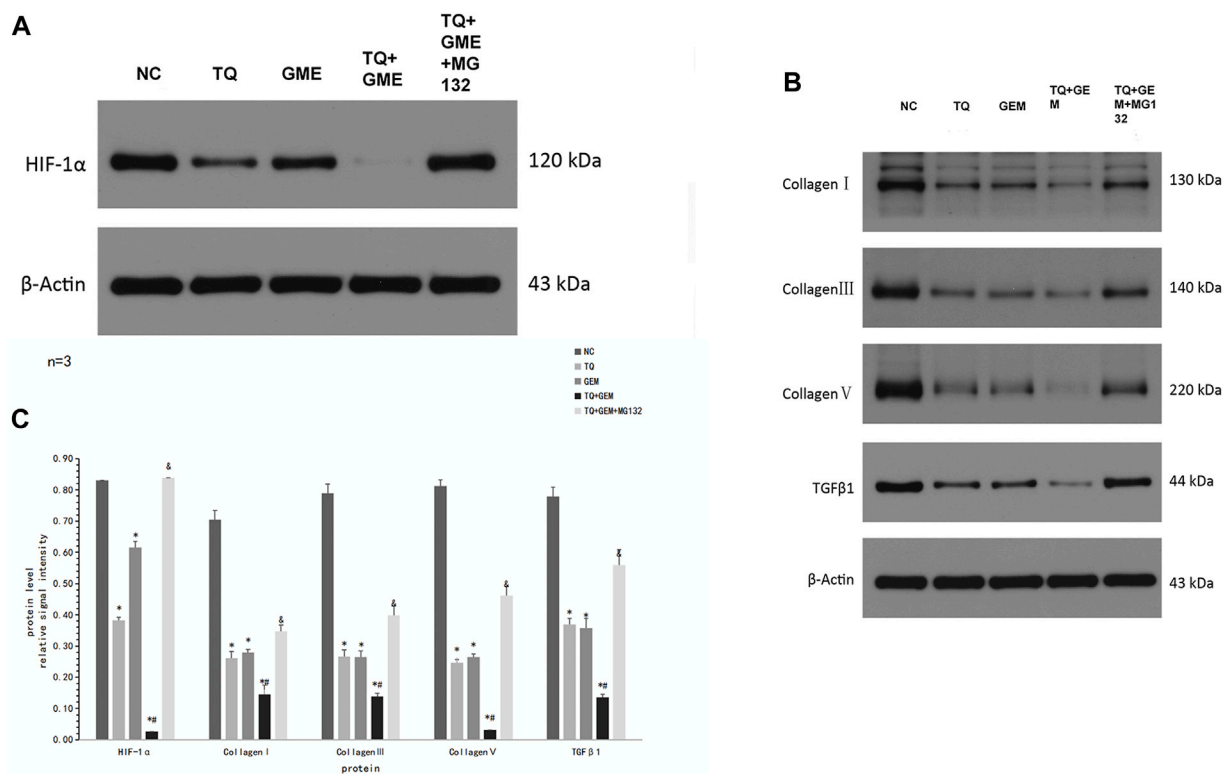 A
NC
TQ
GME
TQ+
GME
TQ+
GME
+MG
132
HIF-1α
120 kDa
β-Actin
43 kDa
B
NC
TQ
GEM
TQ+GE
M
TQ+GE
M+MG1
32
Collagen Ⅰ
130 kDa
CollagenⅢ
140 kDa
Collagen Ⅴ
220 kDa
TGFβ1
44 kDa
β-Actin
43 kDa
n=3
NC
TQ
GEM
TQ+GEM
TQ+GEM+MG132
C
protein level
relative signal intensity
0.90
0.80
0.70
0.60
0.50
0.40
0.30
0.20
0.10
0.00
* * *# &
* * *# &
* * *# &
* * *# &
* * *# &
HIF-1α
CollagenⅠ
CollagenⅢ
CollagenⅤ
TGFβ1
protein